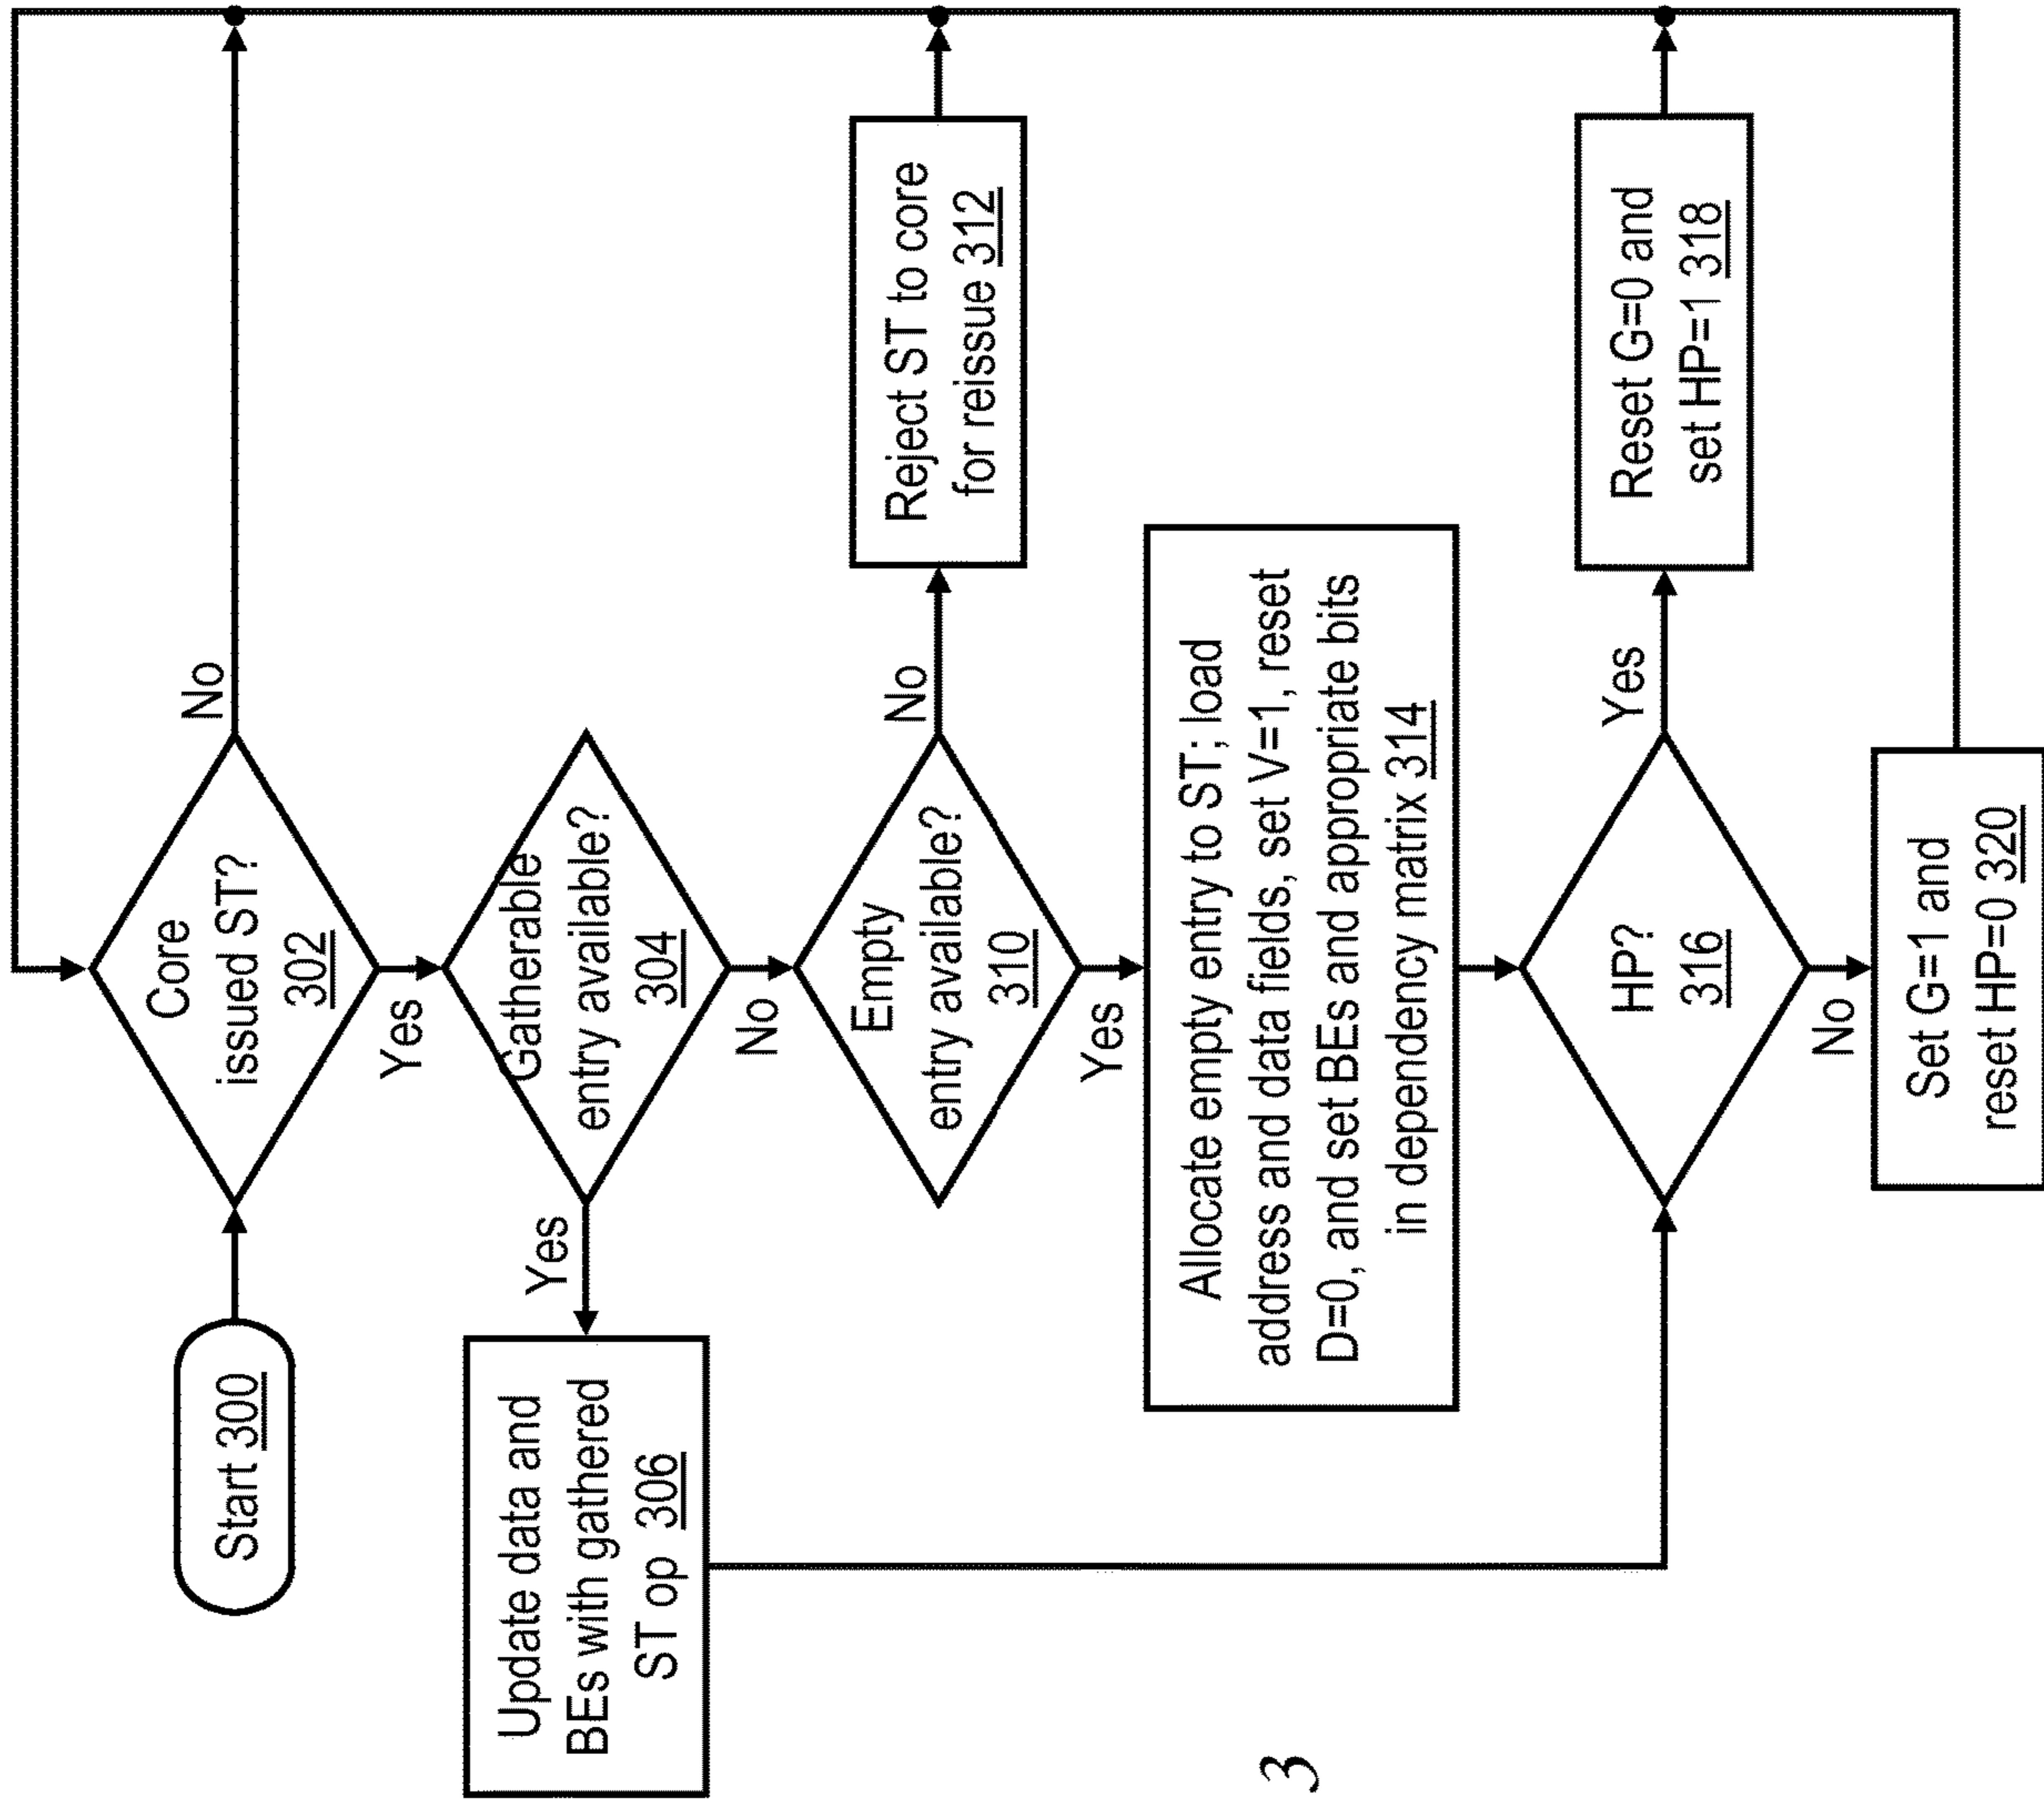 Start 300
Core
issued ST?
302
No
Yes
Gatherable
entry available?
304
Yes
Update data and
BEs with gathered
ST op 306
No
Empty
entry available?
310
No
Reject ST to core
for reissue 312
Yes
Allocate empty entry to ST; load
address and data fields, set V=1, reset
D=0, and set BEs and appropriate bits
in dependency matrix 314
HP?
316
Yes
Reset G=0 and
set HP=1 318
No
Set G=1 and
reset HP=0 320
3